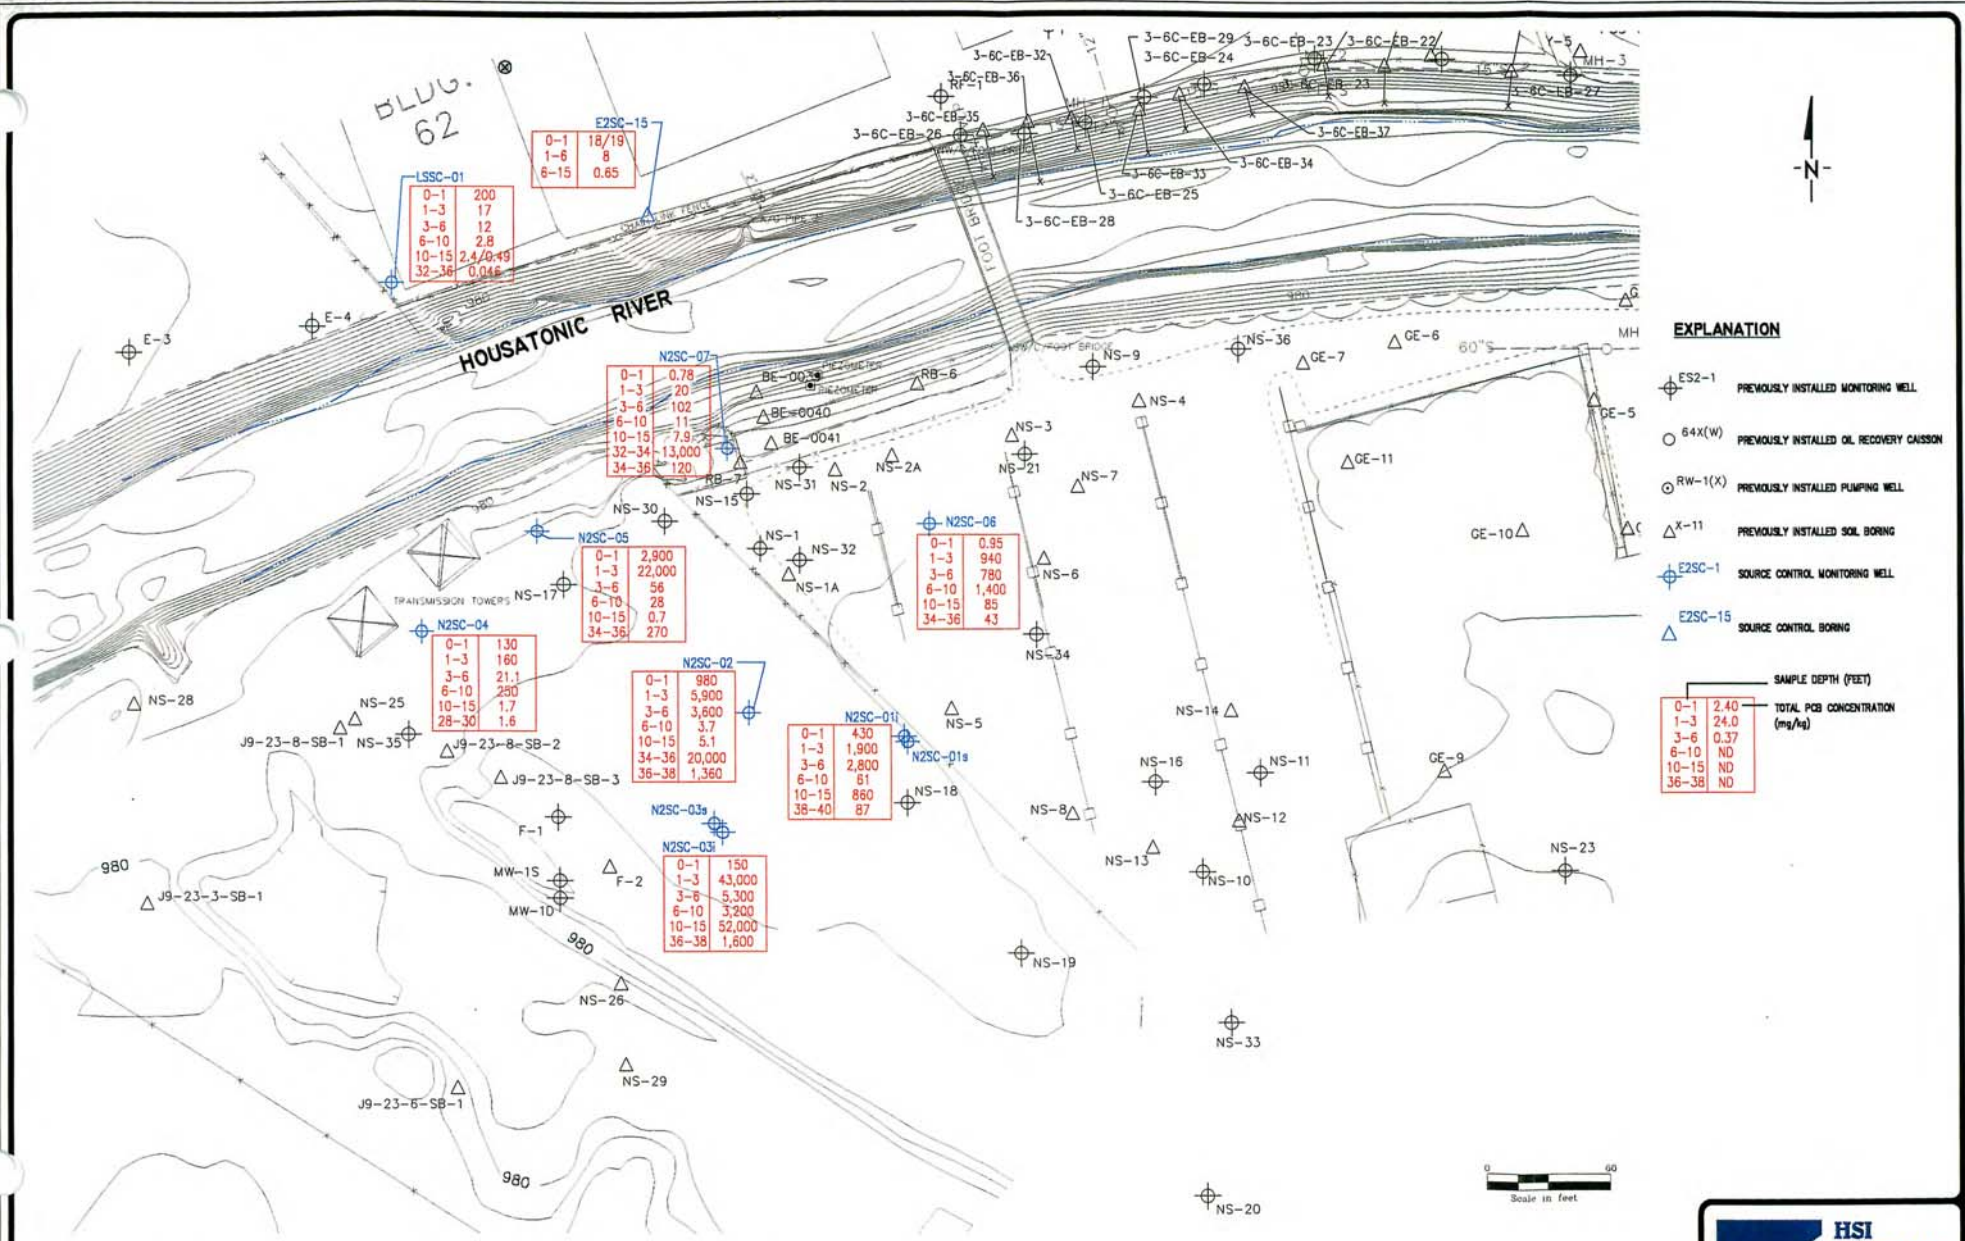 BLDG.
62
E2SC-15
0-1 18/19
1-6 8
6-15 0.65
LSSC-01
0-1 200
1-3 17
3-6 12
6-10 2.8
10-15 2.4/0.49
32-36 0.046
CHAIN LINK FENCE
RF-1
3-6C-EB-32
3-6C-EB-36
3-6C-EB-35
3-6C-EB-26
3-6C-EB-29
3-6C-EB-24
3-6C-EB-23
3-6C-EB-22
Y-5
MH-3
3-6C-EB-23
3-6C-EB-27
3-6C-EB-37
3-6C-EB-34
3-6C-EB-33
3-6C-EB-25
3-6C-EB-28
-N-
E-3
E-4
980
HOUSATONIC RIVER
980
N2SC-07
0-1 0.78
1-3 20
3-6 102
6-10 11
10-15 7.9
32-34 13,000
34-36 120
PIEZOMETER
PIEZOMETER
BE-0040
BE-0041
RB-6
RB-7
NS-15
NS-31
NS-2
NS-2A
NS-3
NS-21
NS-9
NS-4
NS-7
NS-36
GE-7
GE-6
60"S
MH
GE-5
GE-11
GE-10
980
NS-30
N2SC-05
0-1 2,900
1-3 22,000
3-6 56
6-10 28
10-15 0.7
34-36 270
NS-17
TRANSMISSION TOWERS
NS-1
NS-32
NS-1A
N2SC-06
0-1 0.95
1-3 940
3-6 780
6-10 1,400
10-15 85
34-36 43
NS-6
NS-34
N2SC-04
0-1 130
1-3 160
3-6 21.1
6-10 250
10-15 1.7
28-30 1.6
NS-28
NS-25
J9-23-8-SB-1
NS-35
J9-23-8-SB-2
J9-23-8-SB-3
N2SC-02
0-1 980
1-3 5,900
3-6 3,600
6-10 3.7
10-15 5.1
34-36 20,000
36-38 1,360
N2SC-01i
N2SC-01s
0-1 430
1-3 1,900
3-6 2,800
6-10 61
10-15 860
38-40 87
NS-18
NS-5
NS-14
NS-16
NS-11
NS-8
NS-12
NS-13
NS-10
GE-9
NS-23
F-1
N2SC-03s
N2SC-03i
0-1 150
1-3 43,000
3-6 5,300
6-10 3,200
10-15 52,000
36-38 1,600
MW-1S
MW-1D
F-2
980
J9-23-3-SB-1
980
NS-26
NS-19
NS-33
NS-29
J9-23-6-SB-1
980
NS-20
EXPLANATION
ES2-1 PREVIOUSLY INSTALLED MONITORING WELL
64X(W) PREVIOUSLY INSTALLED OIL RECOVERY CAISSON
RW-1(X) PREVIOUSLY INSTALLED PUMPING WELL
X-11 PREVIOUSLY INSTALLED SOIL BORING
E2SC-1 SOURCE CONTROL MONITORING WELL
E2SC-15 SOURCE CONTROL BORING
SAMPLE DEPTH (FEET)
TOTAL PCB CONCENTRATION
(mg/kg)
0-1 2.40
1-3 24.0
3-6 0.37
6-10 ND
10-15 ND
36-38 ND
0 60
Scale in feet
HSI